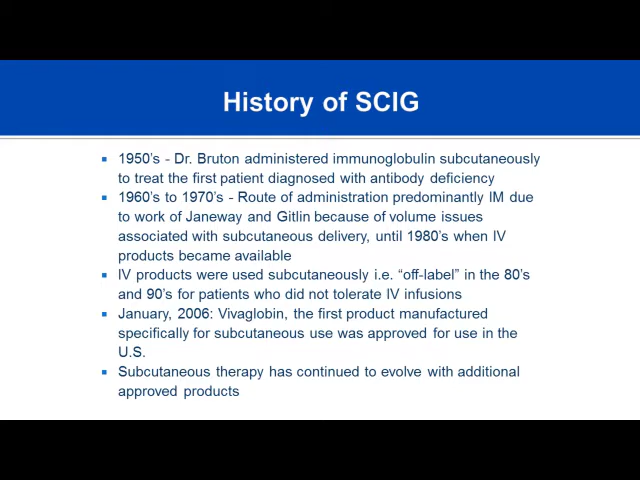 History of SCIG
▪ 1950's - Dr. Bruton administered immunoglobulin subcutaneously
to treat the first patient diagnosed with antibody deficiency
▪ 1960's to 1970's - Route of administration predominantly IM due
to work of Janeway and Gitlin because of volume issues
associated with subcutaneous delivery, until 1980's when IV
products became available
▪ IV products were used subcutaneously i.e. “off-label” in the 80's
and 90's for patients who did not tolerate IV infusions
▪ January, 2006: Vivaglobin, the first product manufactured
specifically for subcutaneous use was approved for use in the
U.S.
▪ Subcutaneous therapy has continued to evolve with additional
approved products